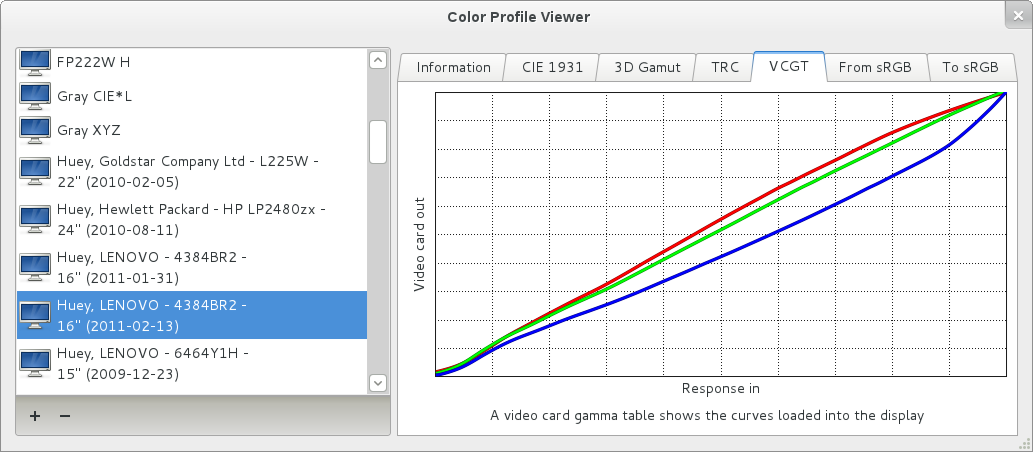 Color Profile Viewer
FP222W H
Gray CIE*L
Gray XYZ
Huey, Goldstar Company Ltd - L225W -
22" (2010-02-05)
Huey, Hewlett Packard - HP LP2480zx -
24" (2010-08-11)
Huey, LENOVO - 4384BR2 -
16" (2011-01-31)
Huey, LENOVO - 4384BR2 -
16" (2011-02-13)
Huey, LENOVO - 6464Y1H -
15" (2009-12-23)
+ −
Information CIE 1931 3D Gamut TRC VCGT From sRGB To sRGB
Video card out
Response in
A video card gamma table shows the curves loaded into the display